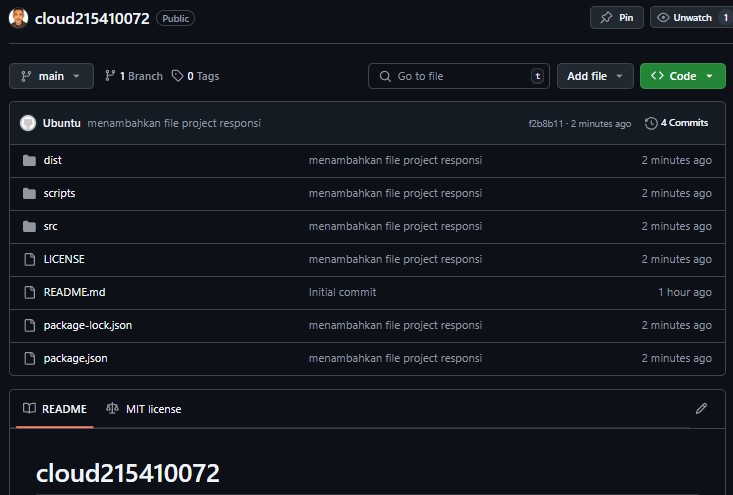 cloud215410072 Public Pin Unwatch 1
main 1 Branch 0 Tags Go to file t Add file Code
Ubuntu menambahkan file project responsi f2b8b11 · 2 minutes ago 4 Commits
dist menambahkan file project responsi 2 minutes ago
scripts menambahkan file project responsi 2 minutes ago
src menambahkan file project responsi 2 minutes ago
LICENSE menambahkan file project responsi 2 minutes ago
README.md Initial commit 1 hour ago
package-lock.json menambahkan file project responsi 2 minutes ago
package.json menambahkan file project responsi 2 minutes ago
README MIT license
cloud215410072